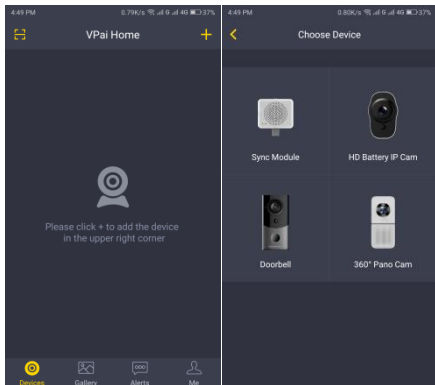 4:49 PM 0.79K/s G 4G 37%
VPai Home +
Please click + to add the device
in the upper right corner
Devices Gallery Alerts Me
4:49 PM 0.80K/s G 4G 37%
Choose Device
Sync Module HD Battery IP Cam
Doorbell 360° Pano Cam